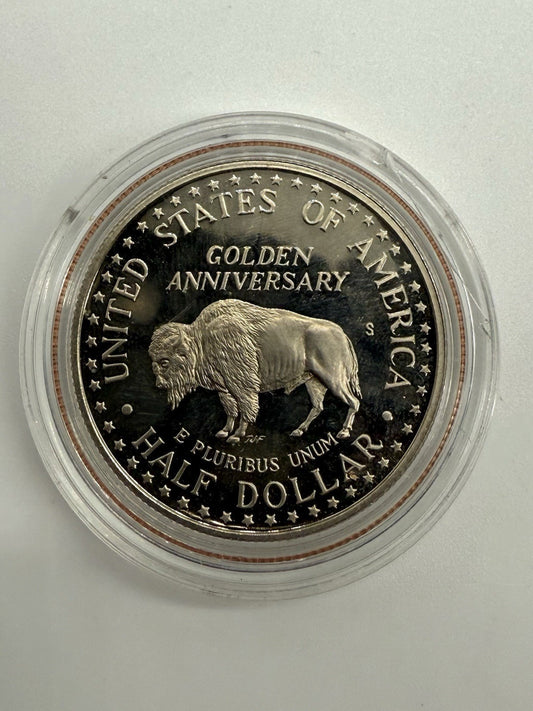 UNITED STATES OF AMERICA
GOLDEN
ANNIVERSARY
S
E PLURIBUS UNUM
HALF DOLLAR